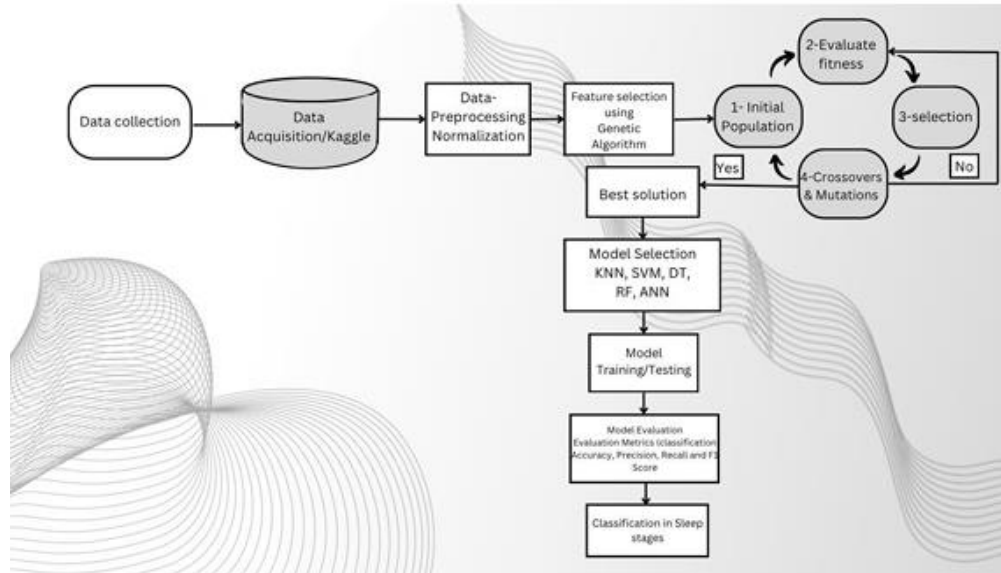 Data collection
Data
Acquisition/Kaggle
Data-
Preprocessing
Normalization
Feature selection
using
Genetic
Algorithm
1- Initial
Population
2-Evaluate
fitness
3-selection
4-Crossovers
& Mutations
Yes
No
Best solution
Model Selection
KNN, SVM, DT,
RF, ANN
Model
Training/Testing
Model Evaluation
Evaluation Metrics (classification
Accuracy, Precision, Recall and F1
Score
Classification in Sleep
stages